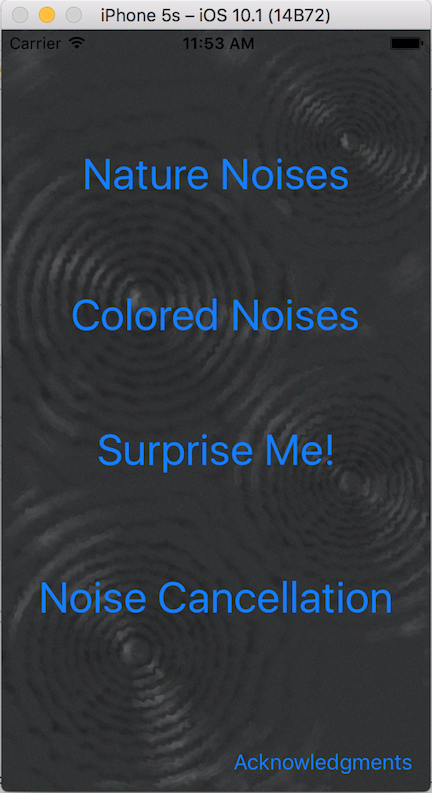 iPhone 5s – iOS 10.1 (14B72)
Carrier 11:53 AM
Nature Noises
Colored Noises
Surprise Me!
Noise Cancellation
Acknowledgments